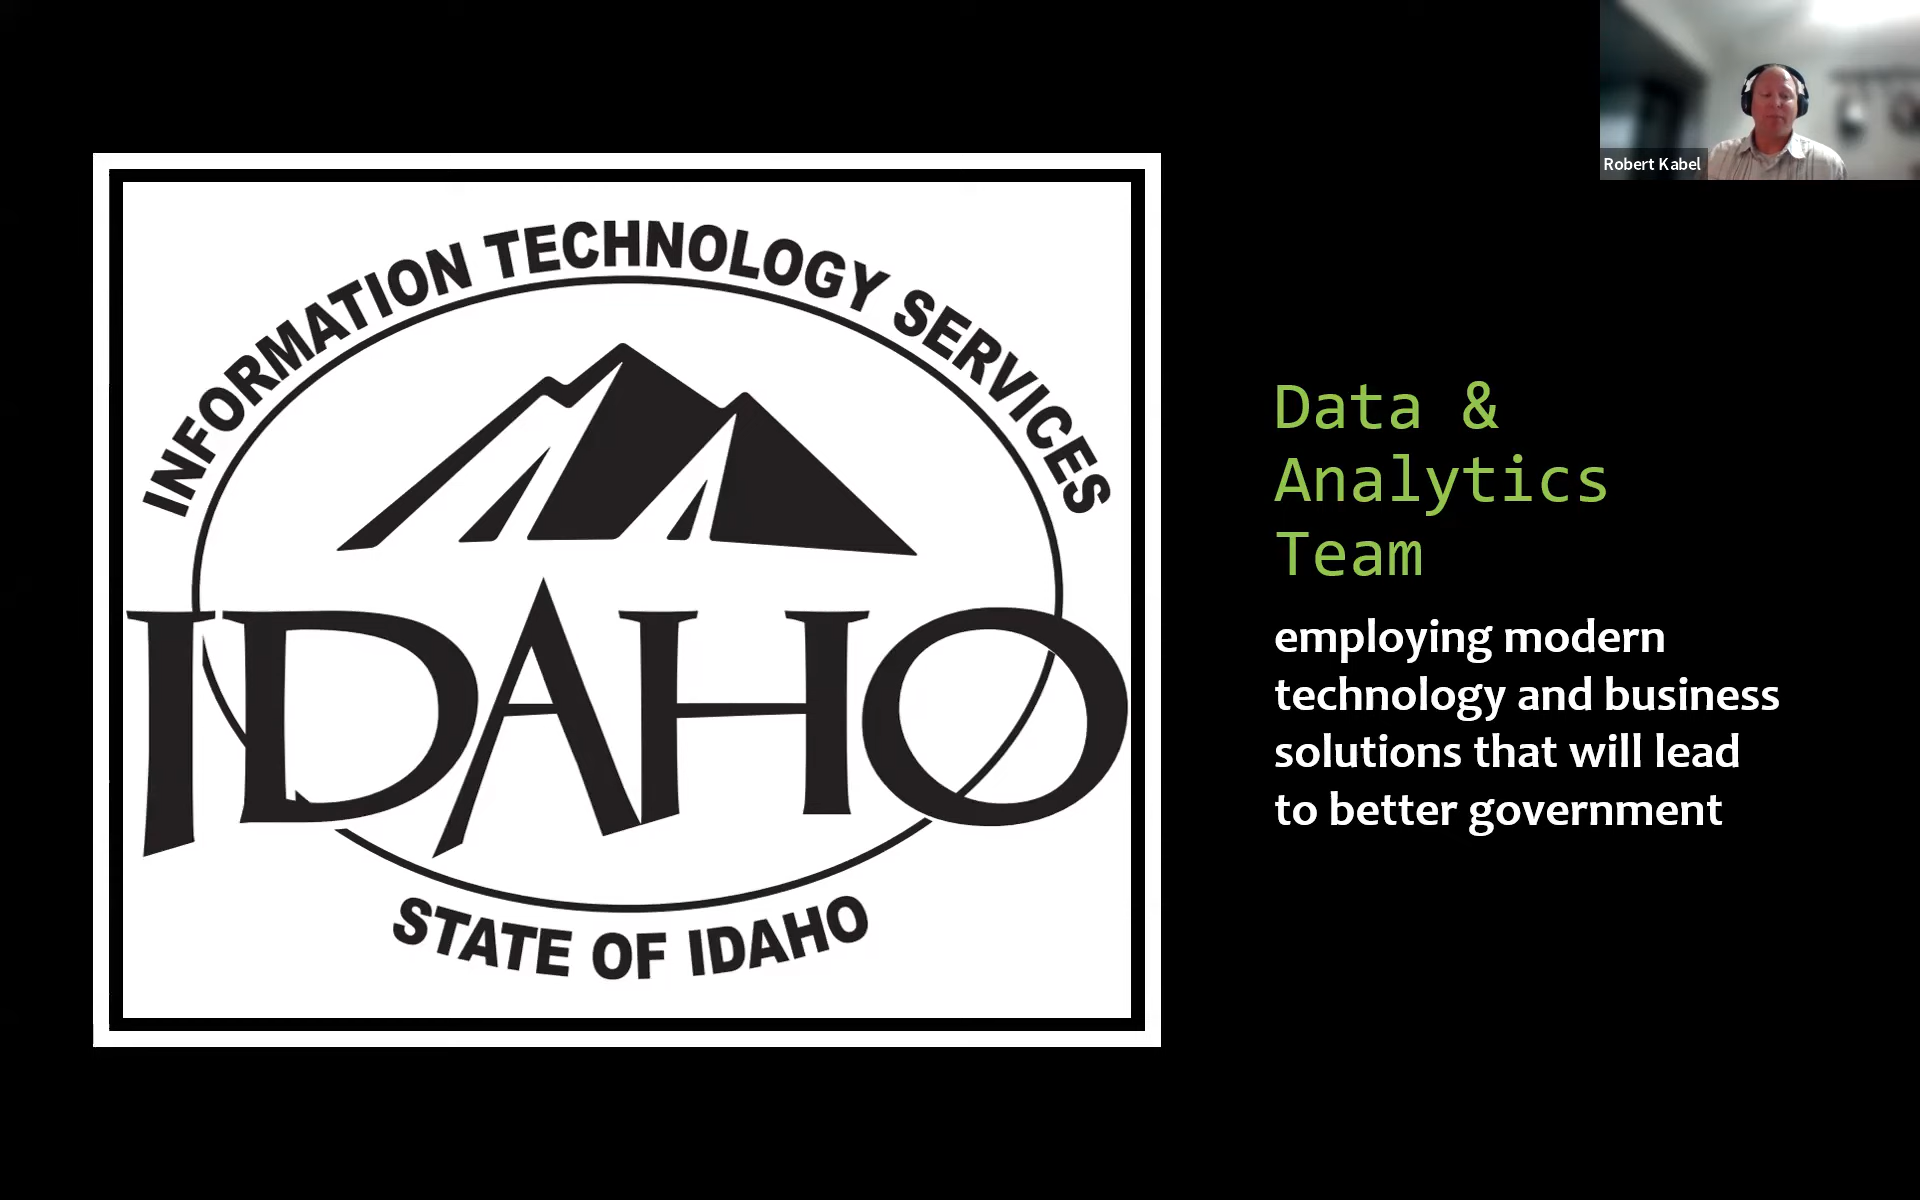 INFORMATION TECHNOLOGY SERVICES
IDAHO
STATE OF IDAHO
Robert Kabel
Data &
Analytics
Team
employing modern
technology and business
solutions that will lead
to better government